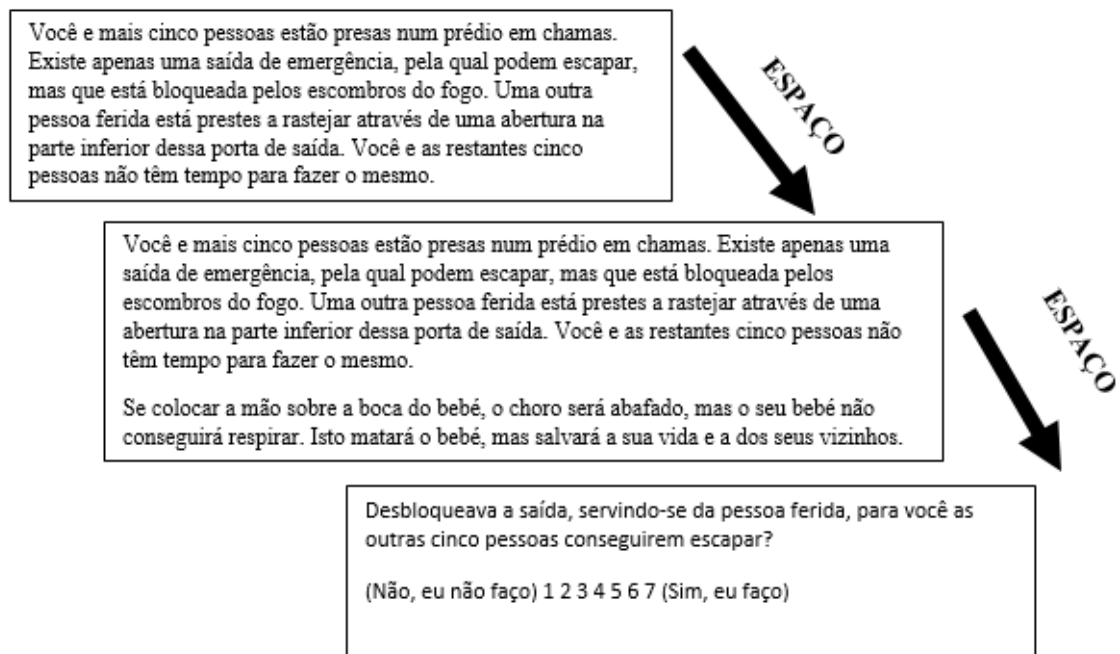 Você e mais cinco pessoas estão presas num prédio em chamas.
Existe apenas uma saída de emergência, pela qual podem escapar,
mas que está bloqueada pelos escombros do fogo. Uma outra
pessoa ferida está prestes a rastejar através de uma abertura na
parte inferior dessa porta de saída. Você e as restantes cinco
pessoas não têm tempo para fazer o mesmo.
ESPAÇO
Você e mais cinco pessoas estão presas num prédio em chamas. Existe apenas uma
saída de emergência, pela qual podem escapar, mas que está bloqueada pelos
escombros do fogo. Uma outra pessoa ferida está prestes a rastejar através de uma
abertura na parte inferior dessa porta de saída. Você e as restantes cinco pessoas não
têm tempo para fazer o mesmo.
Se colocar a mão sobre a boca do bebé, o choro será abafado, mas o seu bebé não
conseguirá respirar. Isto matará o bebé, mas salvará a sua vida e a dos seus vizinhos.
ESPAÇO
Desbloqueava a saída, servindo-se da pessoa ferida, para você as
outras cinco pessoas conseguirem escapar?
(Não, eu não faço) 1 2 3 4 5 6 7 (Sim, eu faço)